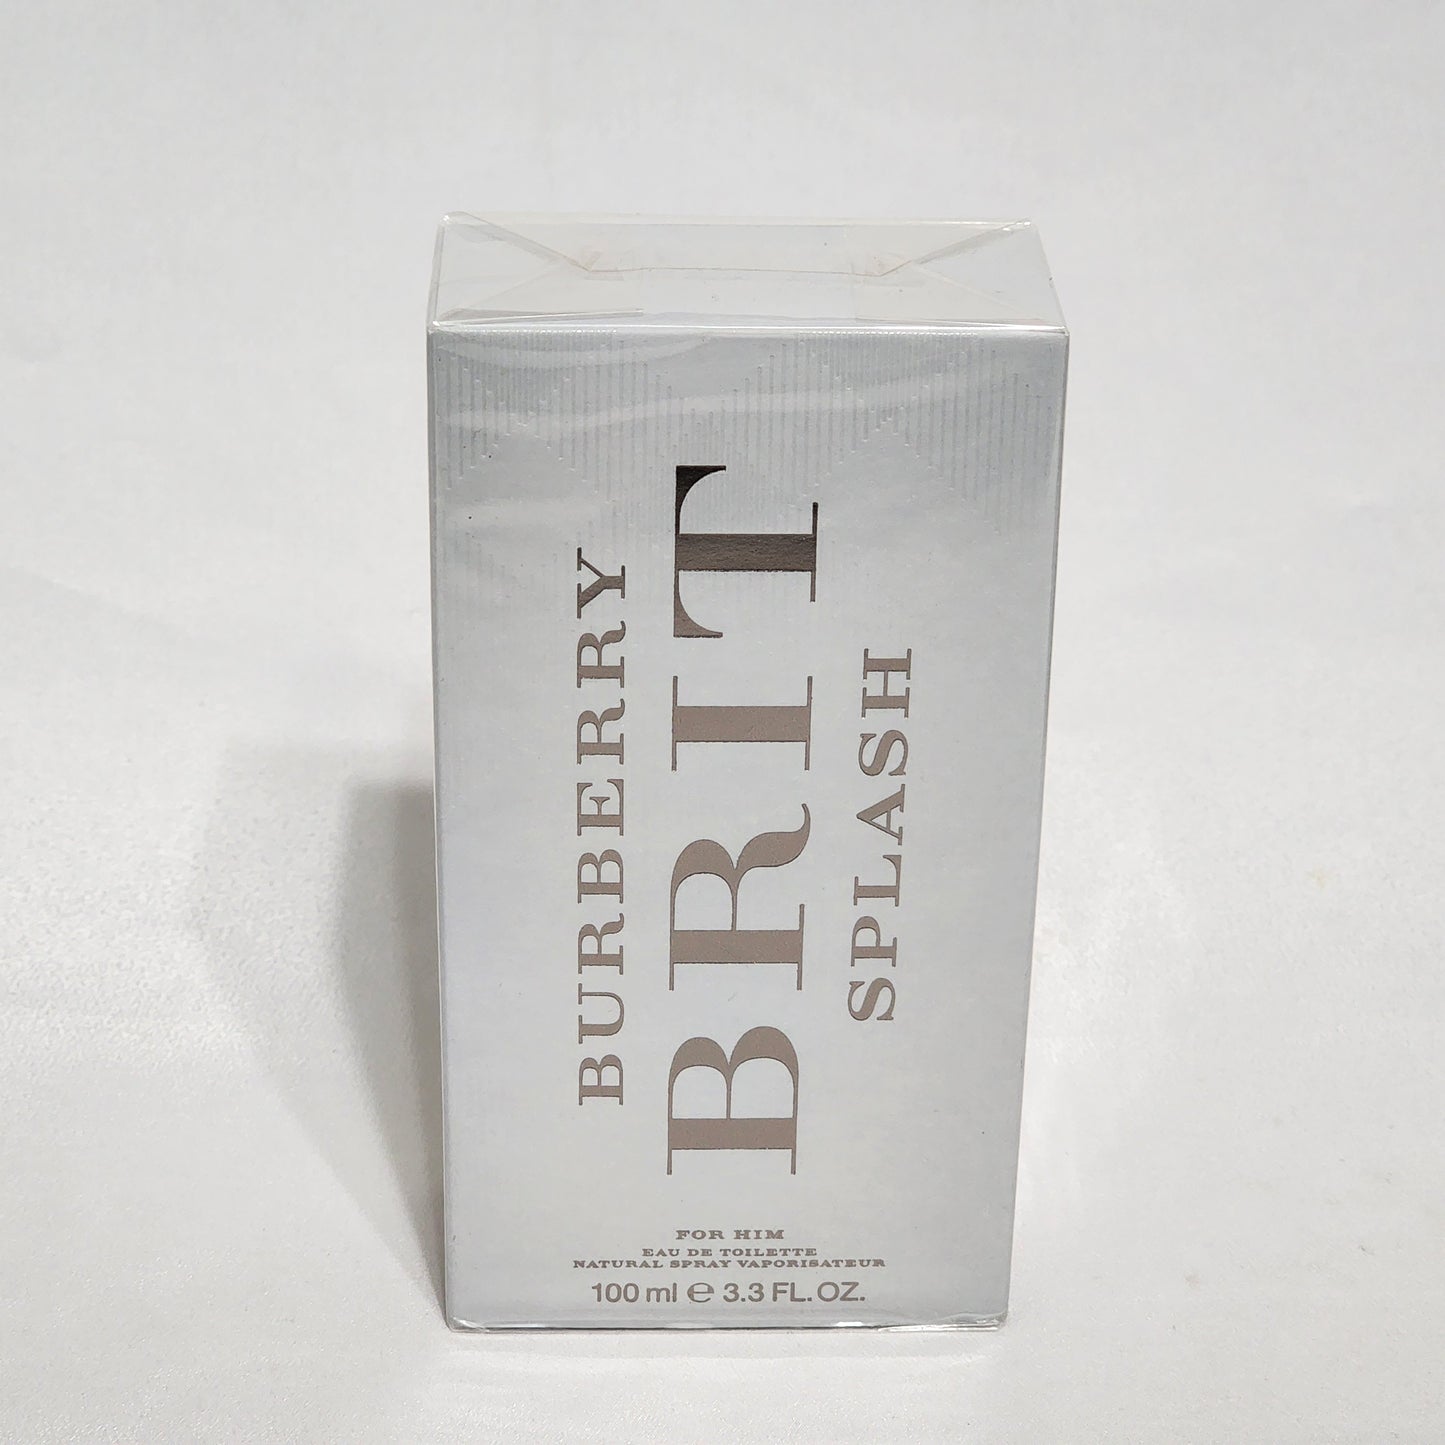 BURBERRY
BRIT
SPLASH
FOR HIM
EAU DE TOILETTE
NATURAL SPRAY VAPORISATEUR
100 ml ℮ 3.3 FL. OZ.